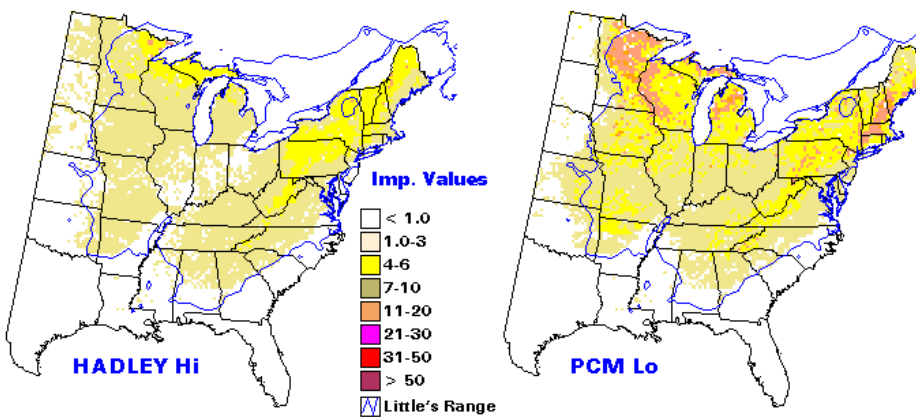 Imp. Values
< 1.0
1.0-3
4-6
7-10
11-20
21-30
31-50
> 50
Little's Range
HADLEY Hi
PCM Lo